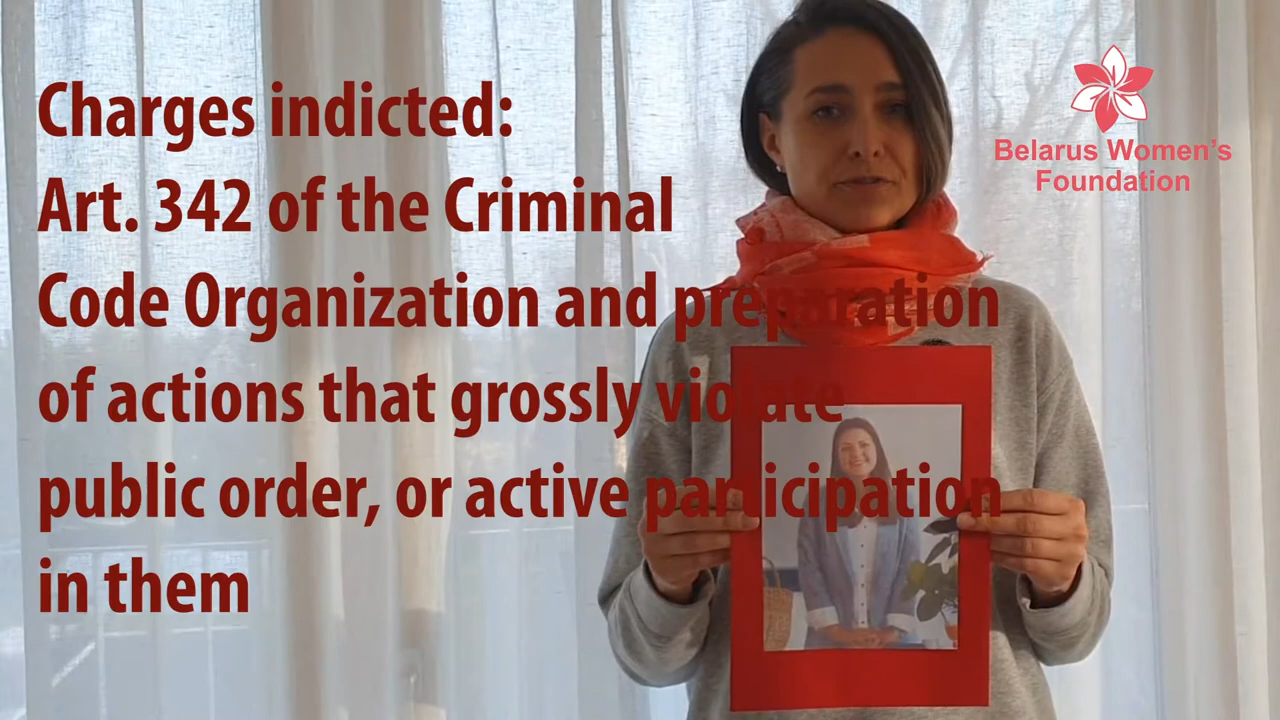 Charges indicted:
Art. 342 of the Criminal
Code Organization and preparation
of actions that grossly violate
public order, or active participation
in them
Belarus Women's
Foundation